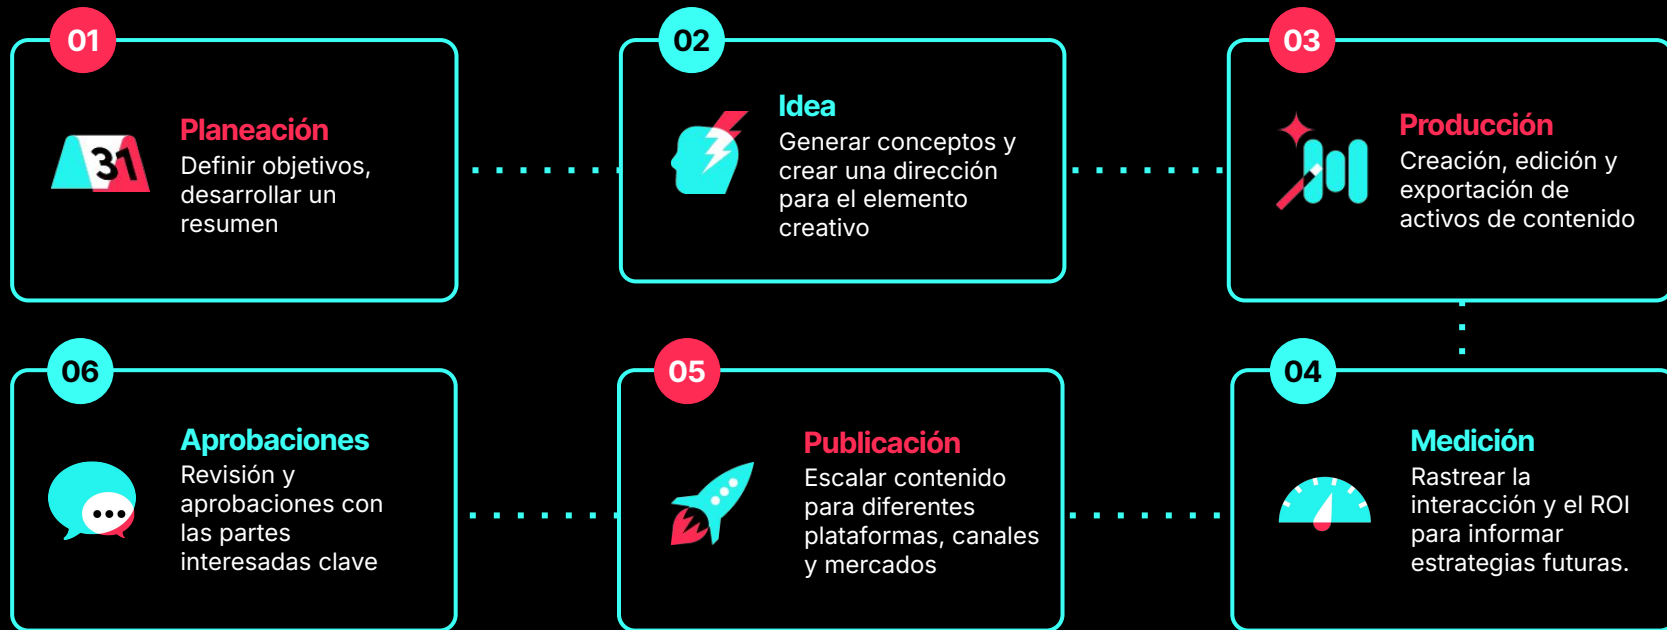 01
Planeación
Definir objetivos,
desarrollar un
resumen
31
02
Idea
Generar conceptos y
crear una dirección
para el elemento
creativo
03
Producción
Creación, edición y
exportación de
activos de contenido
06
Aprobaciones
Revisión y
aprobaciones con
las partes
interesadas clave
05
Publicación
Escalar contenido
para diferentes
plataformas, canales
y mercados
04
Medición
Rastrear la
interacción y el ROI
para informar
estrategias futuras.